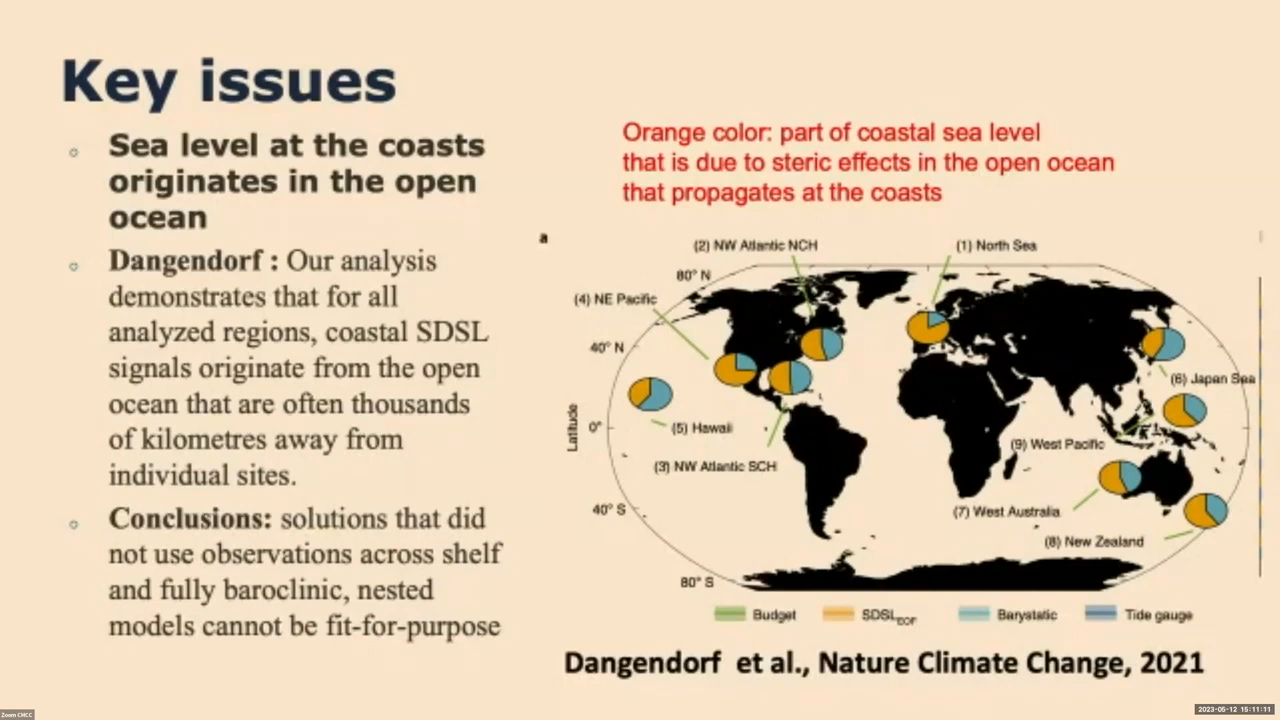 Key issues
Sea level at the coasts
originates in the open
ocean
Dangendorf : Our analysis
demonstrates that for all
analyzed regions, coastal SDSL
signals originate from the open
ocean that are often thousands
of kilometres away from
individual sites.
Conclusions: solutions that did
not use observations across shelf
and fully baroclinic, nested
models cannot be fit-for-purpose
Orange color: part of coastal sea level
that is due to steric effects in the open ocean
that propagates at the coasts
a
(2) NW Atlantic NCH
(1) North Sea
80° N
(4) NE Pacific
40° N
(6) Japan Sea
Latitude
0°
(5) Hawaii
(9) West Pacific
(3) NW Atlantic SCH
40° S
(7) West Australia
(8) New Zealand
80° S
Budget
SDSL EOF
Barystatic
Tide gauge
Dangendorf et al., Nature Climate Change, 2021
Zoom CMCC
2023-05-12 15:11:11